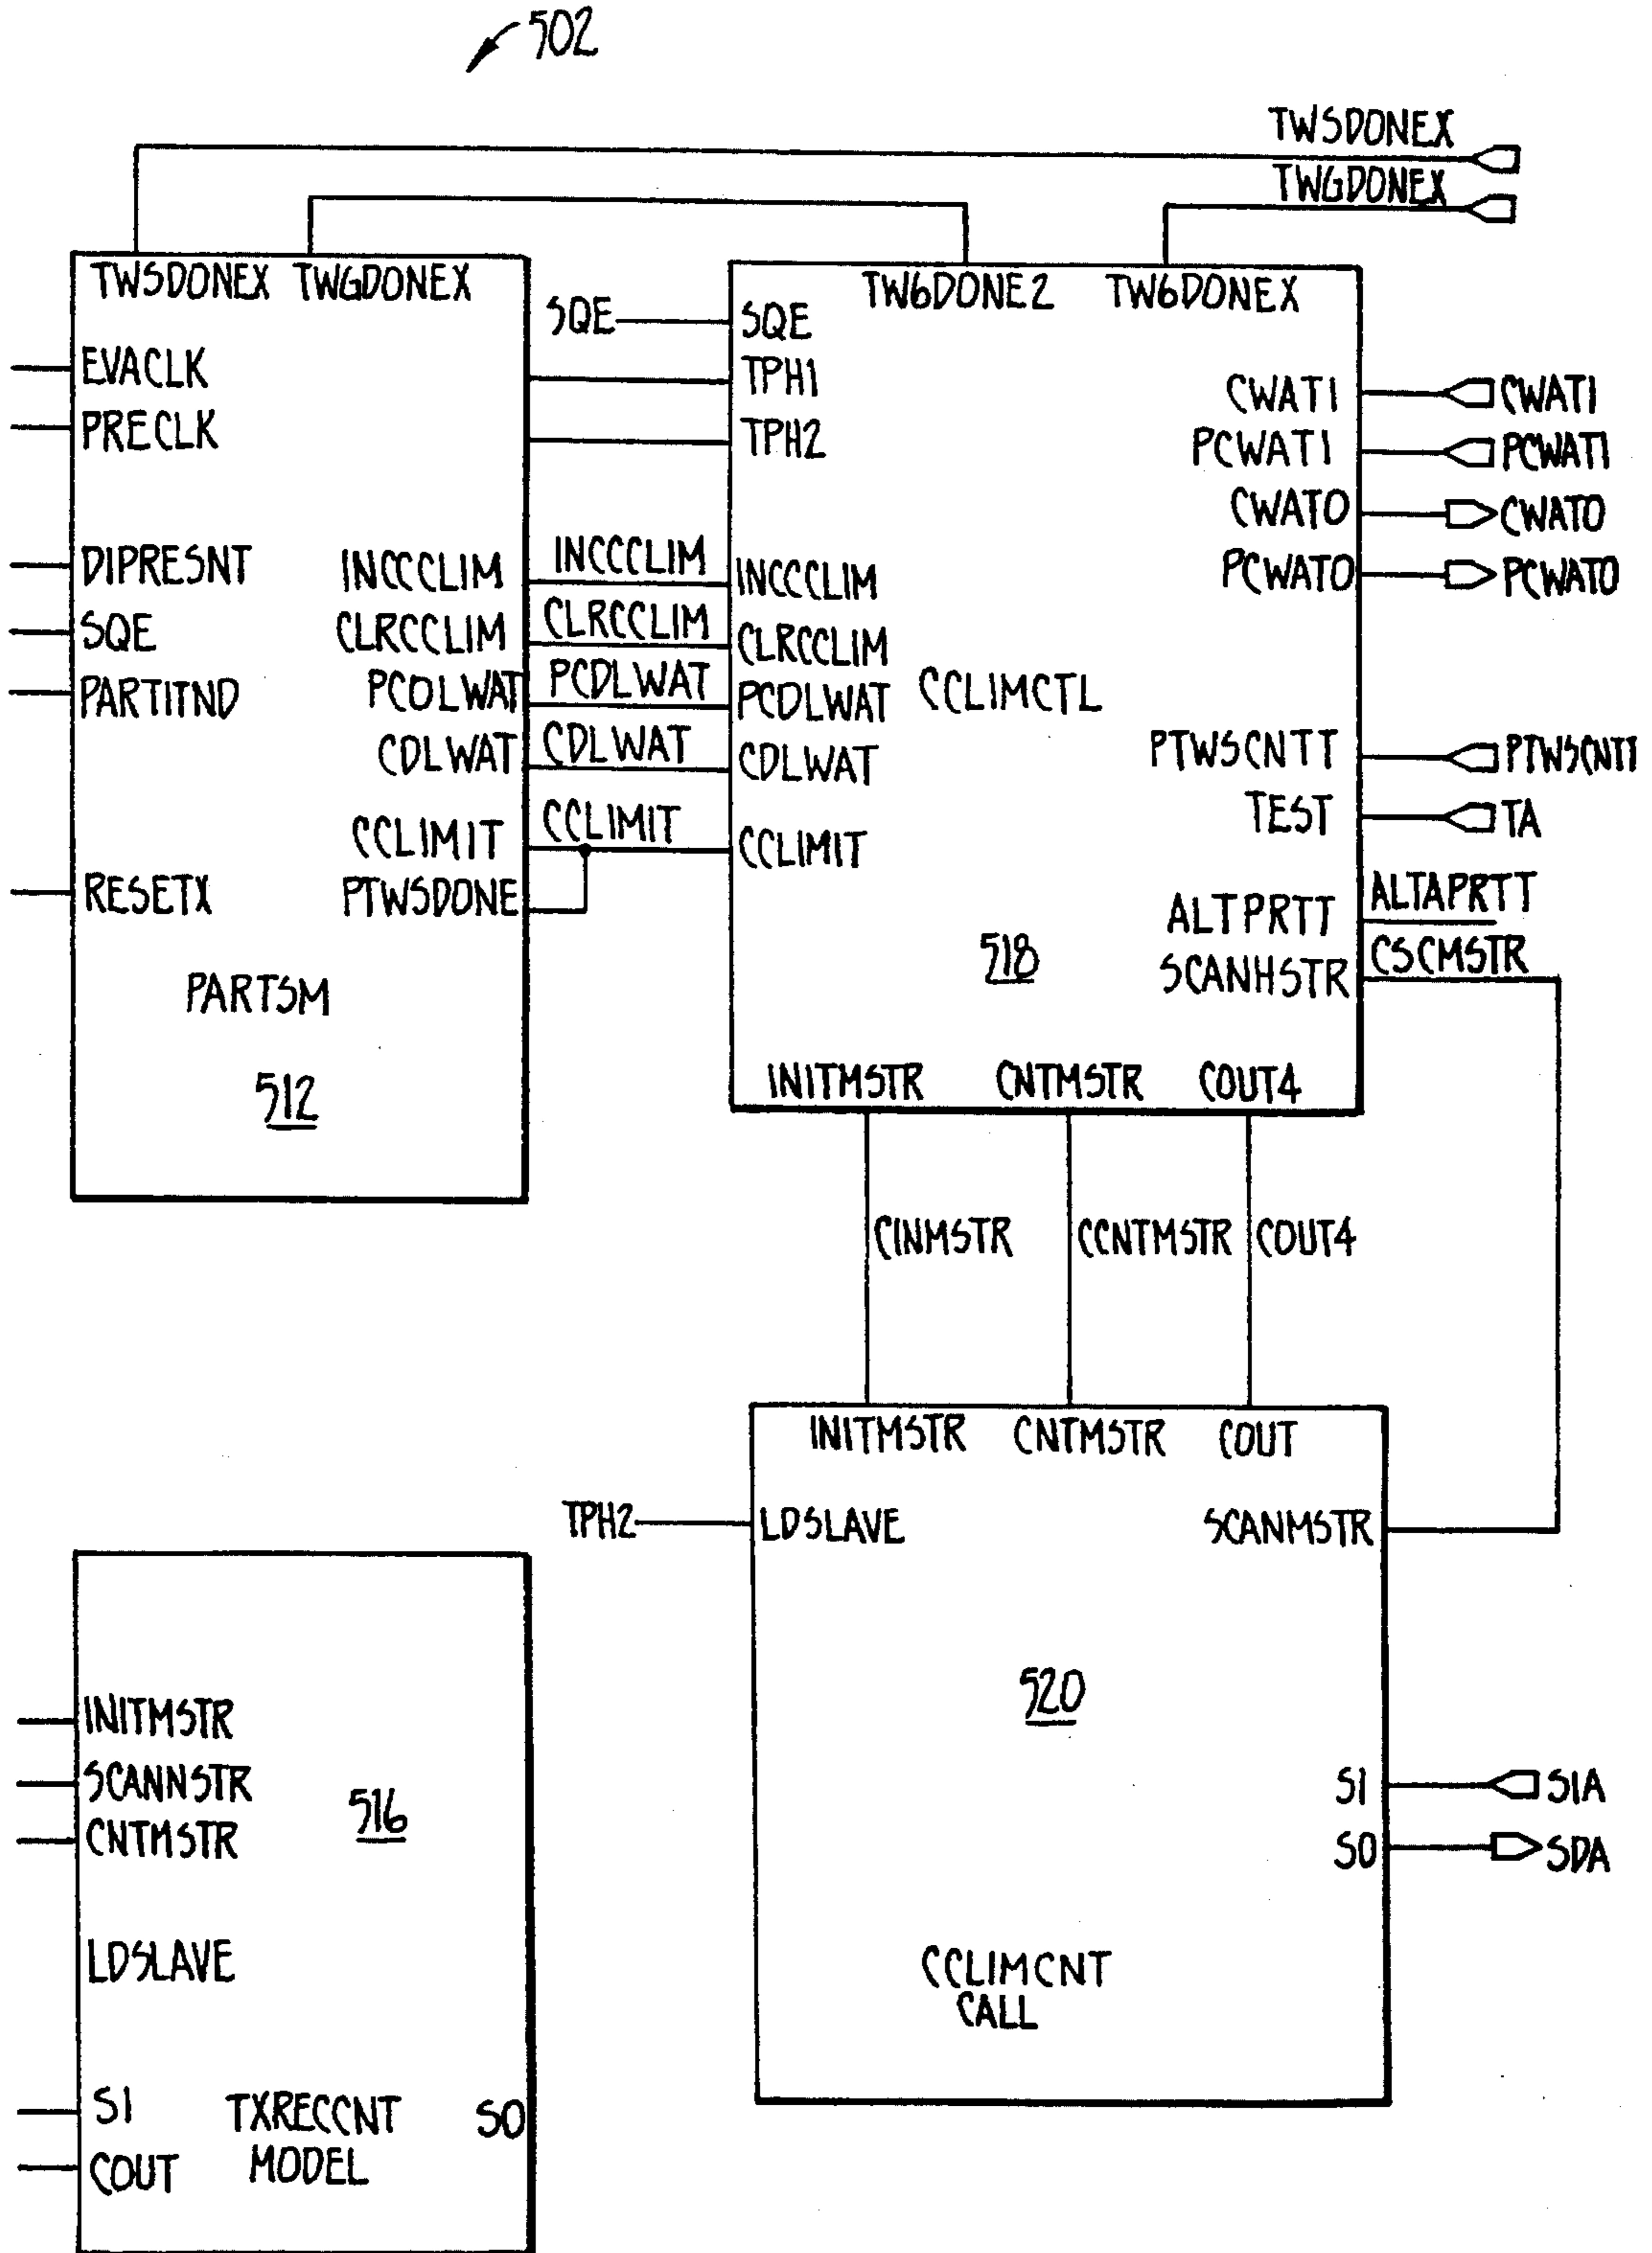 502
TWSDONEX
TWGDONEX
TWSDONEX TWGDONEX
EVACLK
PRECLK
DIPRESNT
SQE
PARTITND
RESETX
INCCCLIM
CLRCCLIM
PCOLWAT
CDLWAT
CCLIMIT
PTWSDONE
PARTSM
512
SQE
INCCCLIM
CLRCCLIM
PCDLWAT
CDLWAT
CCLIMIT
TW6DONE2 TW6DONEX
SQE
TPH1
TPH2
INCCCLIM
CLRCCLIM
PCDLWAT
CDLWAT
CCLIMIT
CCLIMCTL
518
CWATI
PCWATI
CWATO
PCWATO
PTWSCNTT
TEST
ALTPRTT
SCANHSTR
INITMSTR CNTMSTR COUT4
CWATI
PCWATI
CWATO
PCWATO
PTWSCNTT
TA
ALTAPRTT
CSCMSTR
CINMSTR CCNTMSTR COUT4
INITMSTR CNTMSTR COUT
TPH2
LDSLAVE
SCANMSTR
520
SI
SO
SIA
SDA
CCLIMCNT
CALL
INITMSTR
SCANNSTR
CNTMSTR
516
LDSLAVE
SI
COUT
TXRECCNT
MODEL
SO